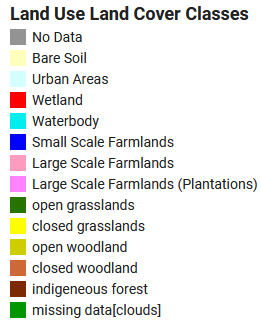 Land Use Land Cover Classes
No Data
Bare Soil
Urban Areas
Wetland
Waterbody
Small Scale Farmlands
Large Scale Farmlands
Large Scale Farmlands (Plantations)
open grasslands
closed grasslands
open woodland
closed woodland
indigeneous forest
missing data[clouds]